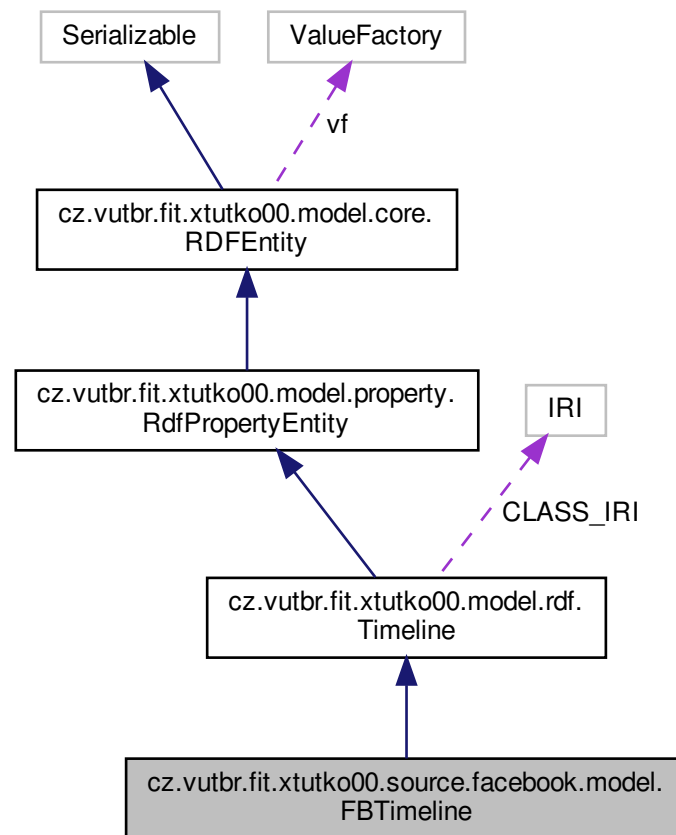 Serializable
ValueFactory
vf
cz.vutbr.fit.xtutko00.model.core.
RDFEntity
cz.vutbr.fit.xtutko00.model.property.
RdfPropertyEntity
IRI
CLASS_IRI
cz.vutbr.fit.xtutko00.model.rdf.
Timeline
cz.vutbr.fit.xtutko00.source.facebook.model.
FBTimeline